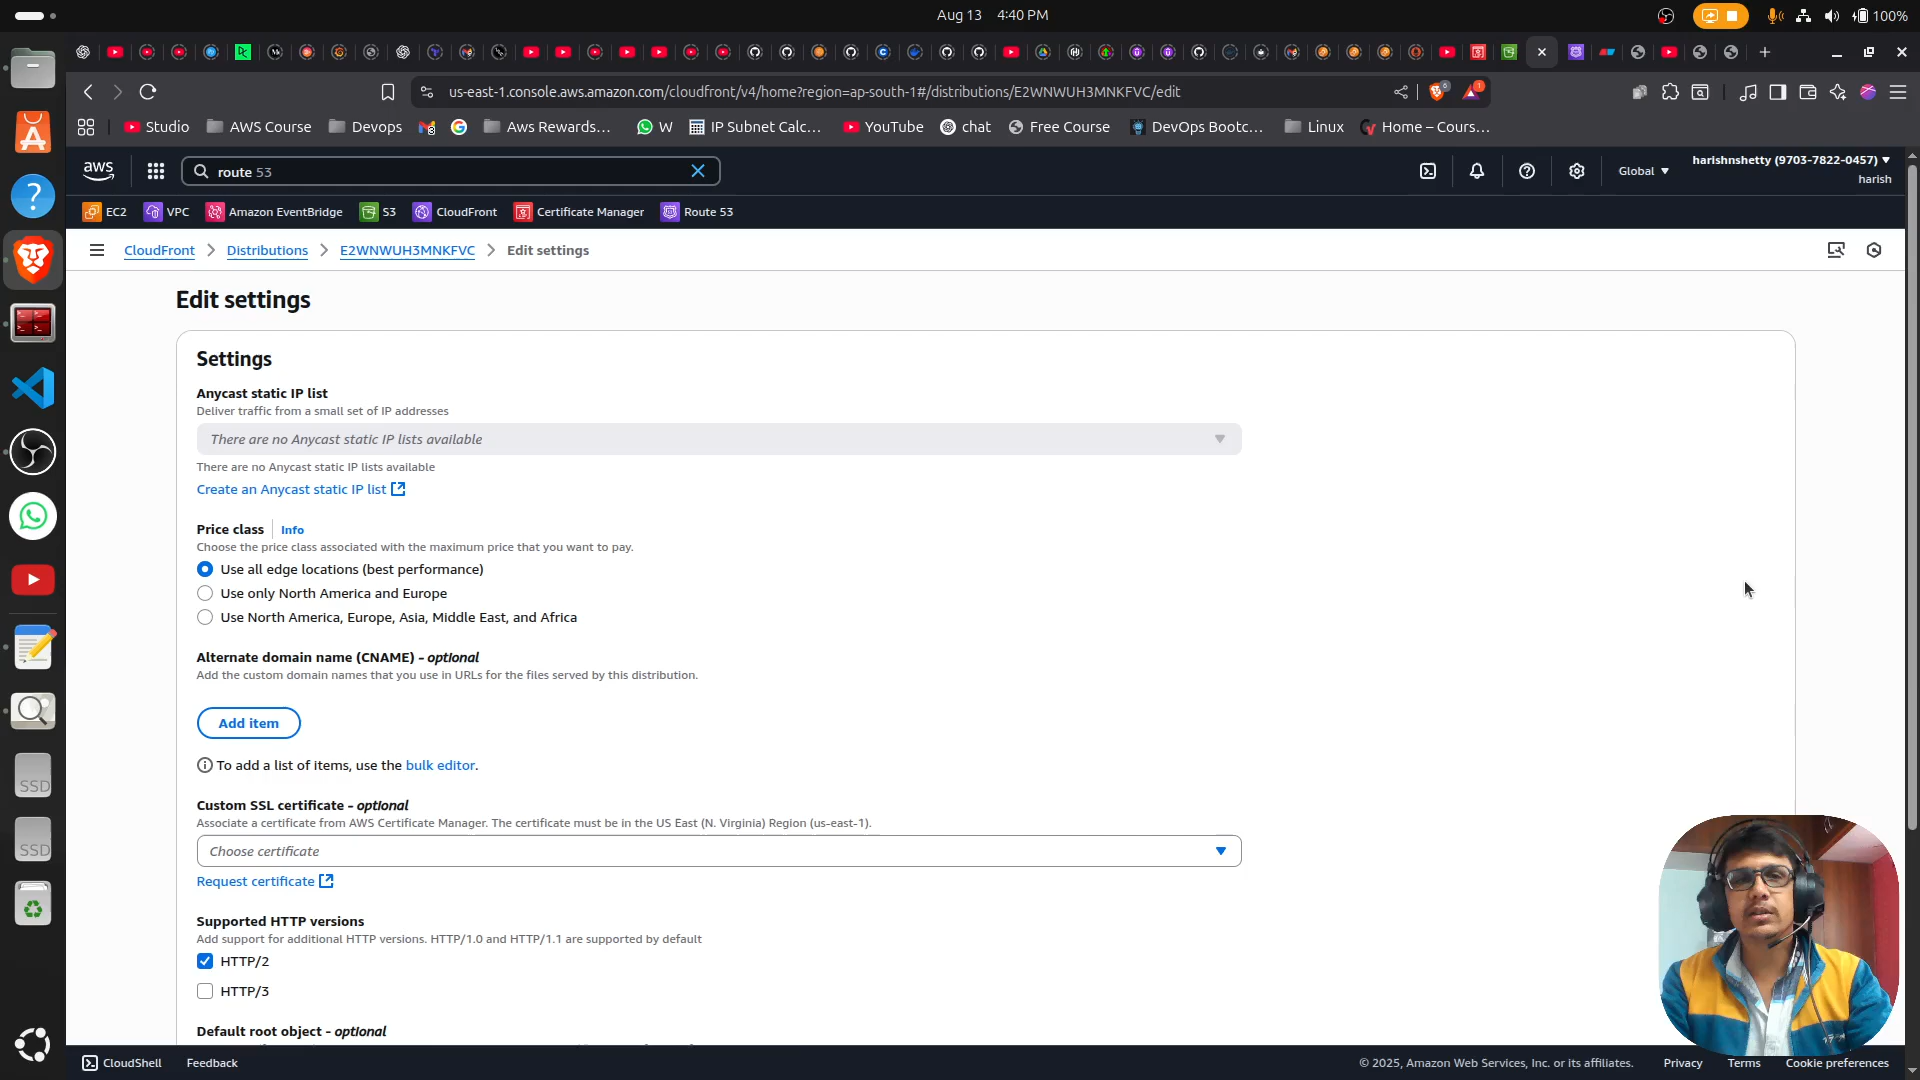 Aug 13 4:40 PM
100%
us-east-1.console.aws.amazon.com/cloudfront/v4/home?region=ap-south-1#/distributions/E2WNWUH3MNKFVC/edit
Studio
AWS Course
Devops
Aws Rewards...
W
IP Subnet Calc...
YouTube
chat
Free Course
DevOps Bootc...
Linux
Home – Cours...
aws
route 53
Global
harishnshetty (9703-7822-0457)
harish
EC2
VPC
Amazon EventBridge
S3
CloudFront
Certificate Manager
Route 53
CloudFront
Distributions
E2WNWUH3MNKFVC
Edit settings
Edit settings
Settings
Anycast static IP list
Deliver traffic from a small set of IP addresses
There are no Anycast static IP lists available
There are no Anycast static IP lists available
Create an Anycast static IP list
Price class
Info
Choose the price class associated with the maximum price that you want to pay.
Use all edge locations (best performance)
Use only North America and Europe
Use North America, Europe, Asia, Middle East, and Africa
Alternate domain name (CNAME) - optional
Add the custom domain names that you use in URLs for the files served by this distribution.
Add item
To add a list of items, use the bulk editor.
Custom SSL certificate - optional
Associate a certificate from AWS Certificate Manager. The certificate must be in the US East (N. Virginia) Region (us-east-1).
Choose certificate
Request certificate
Supported HTTP versions
Add support for additional HTTP versions. HTTP/1.0 and HTTP/1.1 are supported by default
HTTP/2
HTTP/3
Default root object - optional
SSD
SSD
CloudShell
Feedback
© 2025, Amazon Web Services, Inc. or its affiliates.
Privacy
Terms
Cookie preferences